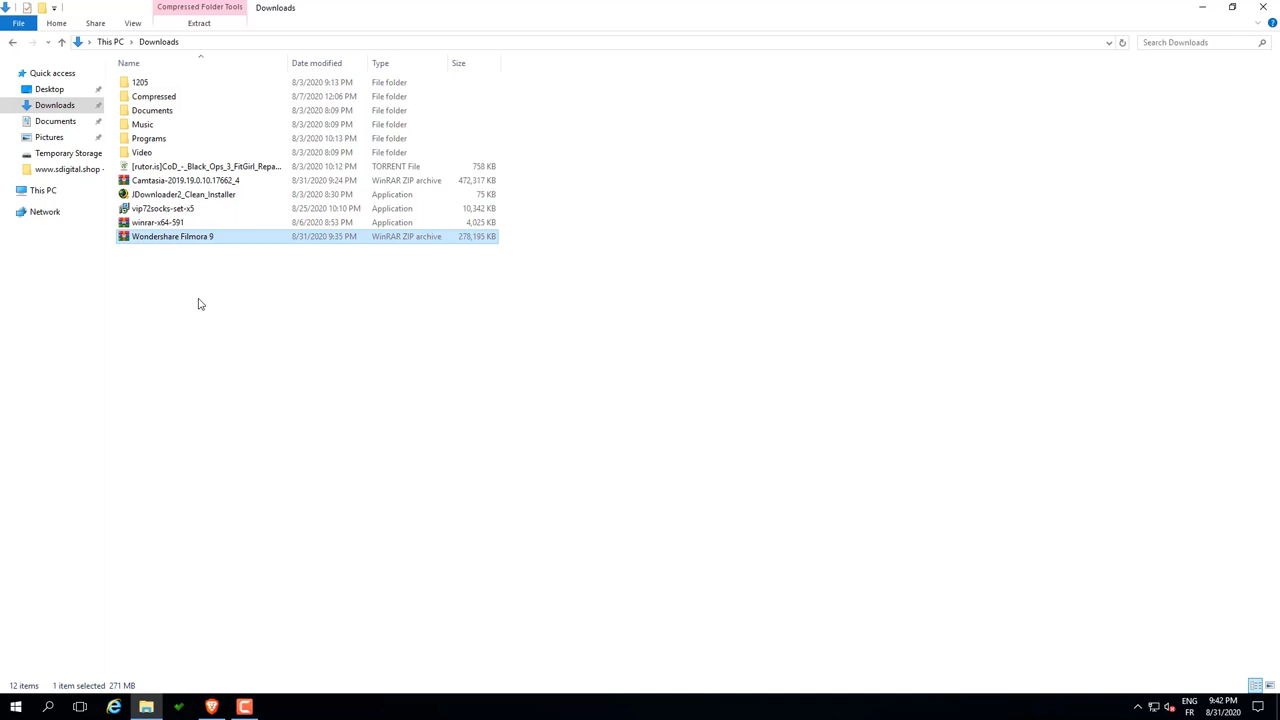 Compressed Folder Tools Downloads
File Home Share View Extract
This PC Downloads Search Downloads
Name Date modified Type Size
Quick access
Desktop
Downloads
Documents
Pictures
Temporary Storage
www.sdigital.shop -
This PC
Network
1205 8/3/2020 9:13 PM File folder
Compressed 8/7/2020 12:06 PM File folder
Documents 8/3/2020 8:09 PM File folder
Music 8/3/2020 8:09 PM File folder
Programs 8/3/2020 10:13 PM File folder
Video 8/3/2020 8:09 PM File folder
[rutor.is]CoD_-_Black_Ops_3_FitGirl_Repa... 8/3/2020 10:12 PM TORRENT File 758 KB
Camtasia-2019.19.0.10.17662_4 8/31/2020 9:24 PM WinRAR ZIP archive 472,317 KB
JDownloader2_Clean_Installer 8/3/2020 8:30 PM Application 75 KB
vip72socks-set-x5 8/25/2020 10:10 PM Application 10,342 KB
winrar-x64-591 8/6/2020 8:53 PM Application 4,025 KB
Wondershare Filmora 9 8/31/2020 9:35 PM WinRAR ZIP archive 278,195 KB
12 items 1 item selected 271 MB
ENG 9:42 PM
FR 8/31/2020